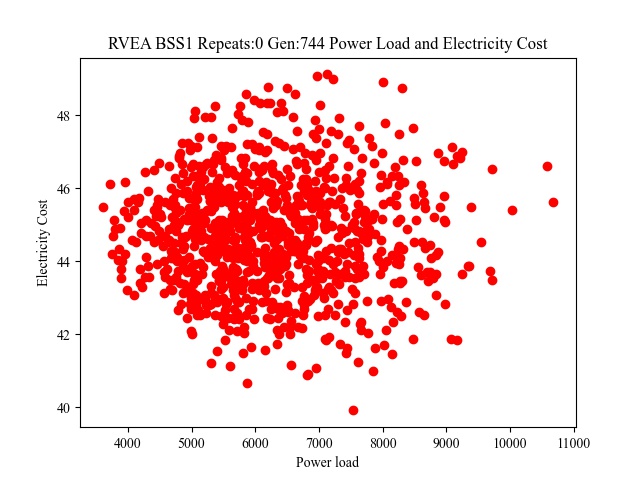 RVEA BSS1 Repeats:0 Gen:744 Power Load and Electricity Cost
Electricity Cost
48
46
44
42
40
4000 5000 6000 7000 8000 9000 10000 11000
Power load